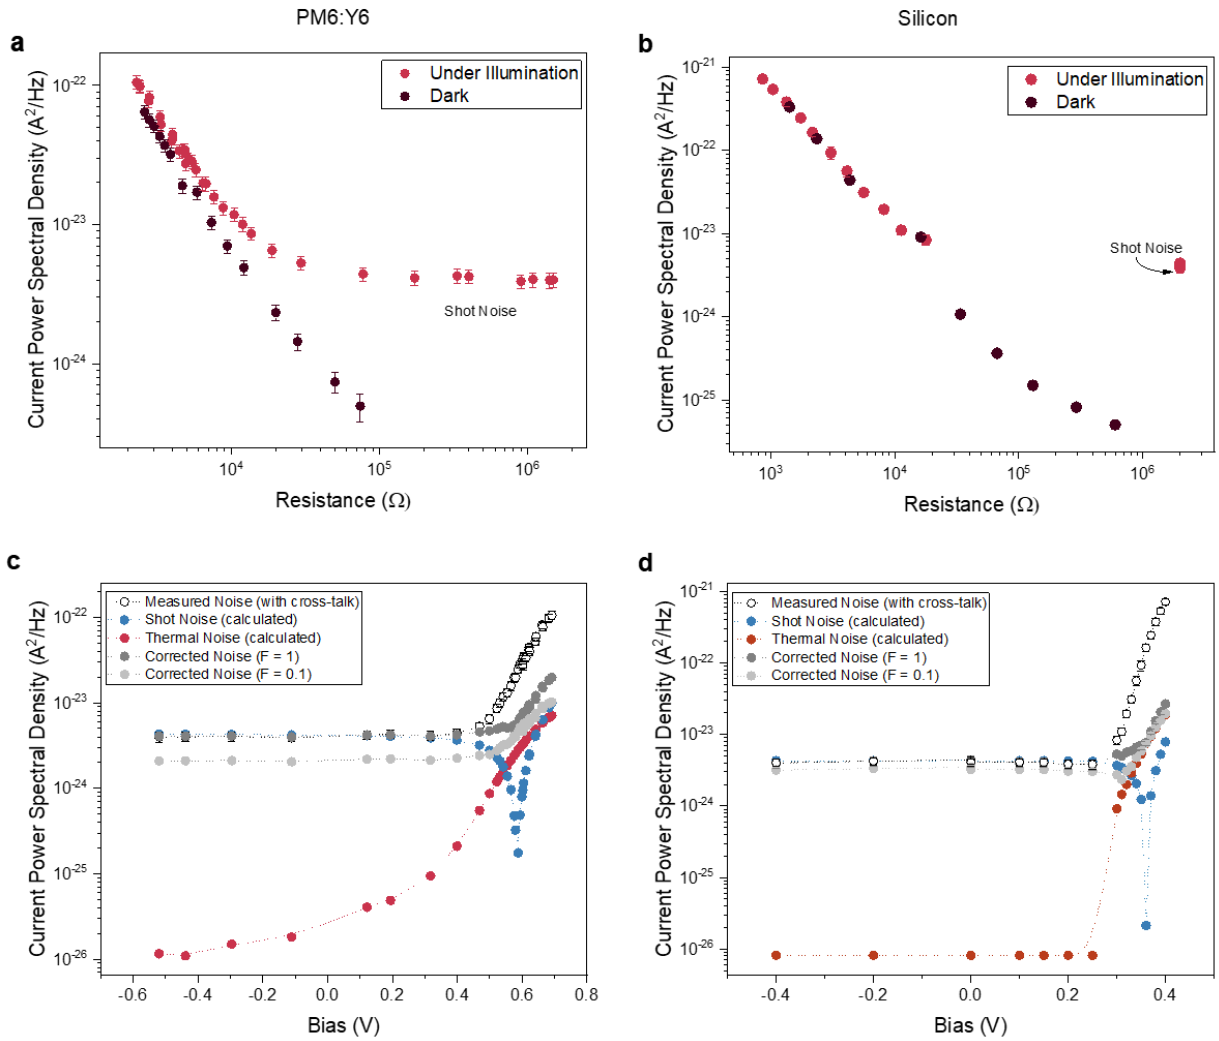 PM6:Y6
Silicon
a
Current Power Spectral Density (A²/Hz)
10⁻²²
10⁻²³
10⁻²⁴
Under Illumination
Dark
Shot Noise
10⁴
10⁵
10⁶
Resistance (Ω)
b
Current Power Spectral Density (A²/Hz)
10⁻²¹
10⁻²²
10⁻²³
10⁻²⁴
10⁻²⁵
Under Illumination
Dark
Shot Noise
10³
10⁴
10⁵
10⁶
Resistance (Ω)
c
Current Power Spectral Density (A²/Hz)
10⁻²²
10⁻²³
10⁻²⁴
10⁻²⁵
10⁻²⁶
Measured Noise (with cross-talk)
Shot Noise (calculated)
Thermal Noise (calculated)
Corrected Noise (F = 1)
Corrected Noise (F = 0.1)
-0.6
-0.4
-0.2
0.0
0.2
0.4
0.6
0.8
Bias (V)
d
Current Power Spectral Density (A²/Hz)
10⁻²¹
10⁻²²
10⁻²³
10⁻²⁴
10⁻²⁵
10⁻²⁶
Measured Noise (with cross-talk)
Shot Noise (calculated)
Thermal Noise (calculated)
Corrected Noise (F = 1)
Corrected Noise (F = 0.1)
-0.4
-0.2
0.0
0.2
0.4
Bias (V)